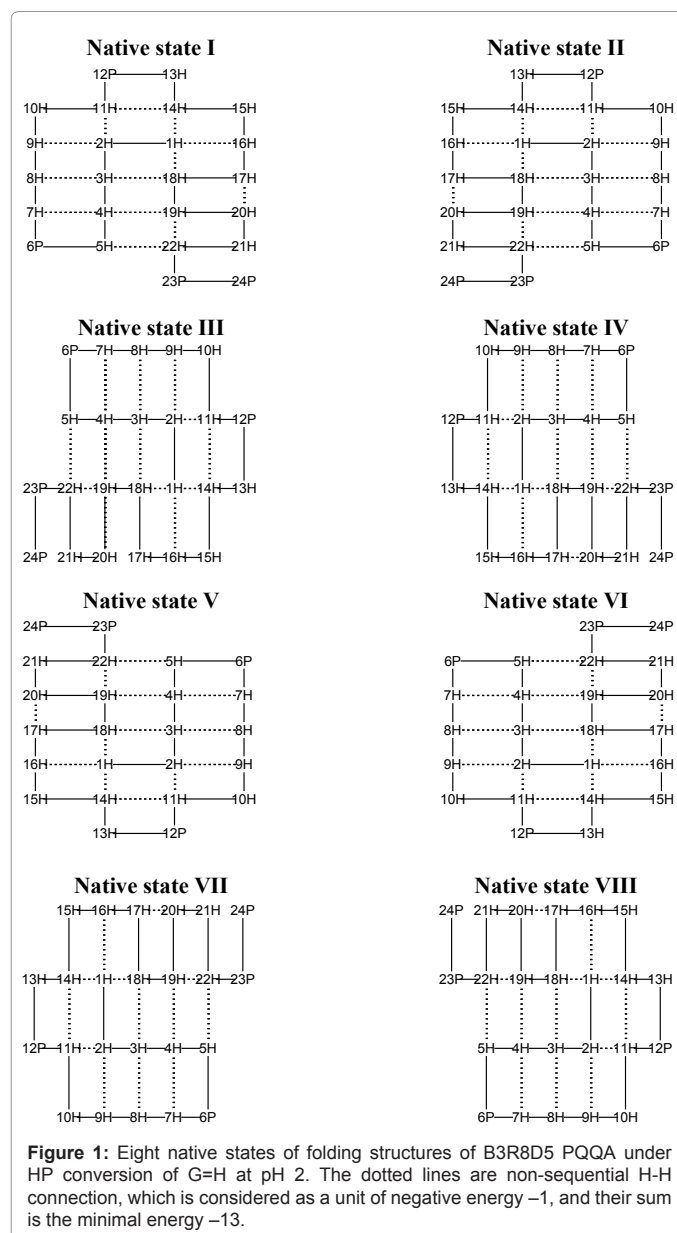 Native state I Native state II
12P 13H 13H 12P
10H 11H 14H 15H 15H 14H 11H 10H
9H 2H 1H 16H 16H 1H 2H 9H
8H 3H 18H 17H 17H 18H 3H 8H
7H 4H 19H 20H 20H 19H 4H 7H
6P 5H 22H 21H 21H 22H 5H 6P
23P 24P 24P 23P
Native state III Native state IV
6P 7H 8H 9H 10H 10H 9H 8H 7H 6P
5H 4H 3H 2H 11H 12P 12P 11H 2H 3H 4H 5H
23P 22H 19H 18H 1H 14H 13H 13H 14H 1H 18H 19H 22H 23P
24P 21H 20H 17H 16H 15H 15H 16H 17H 20H 21H 24P
Native state V Native state VI
24P 23P 23P 24P
21H 22H 5H 6P 6P 5H 22H 21H
20H 19H 4H 7H 7H 4H 19H 20H
17H 18H 3H 8H 8H 3H 18H 17H
16H 1H 2H 9H 9H 2H 1H 16H
15H 14H 11H 10H 10H 11H 14H 15H
13H 12P 12P 13H
Native state VII Native state VIII
15H 16H 17H 20H 21H 24P 24P 21H 20H 17H 16H 15H
13H 14H 1H 18H 19H 22H 23P 23P 22H 19H 18H 1H 14H 13H
12P 11H 2H 3H 4H 5H 5H 4H 3H 2H 11H 12P
10H 9H 8H 7H 6P 6P 7H 8H 9H 10H
Figure 1: Eight native states of folding structures of B3R8D5 PQQA under
HP conversion of G=H at pH 2. The dotted lines are non-sequential H-H
connection, which is considered as a unit of negative energy –1, and their sum
is the minimal energy –13.